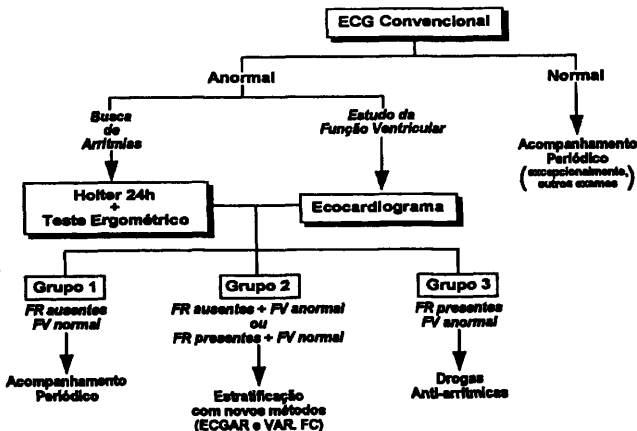 ECG Convencional
Anormal
Normal
Busca
de
Arritmias
Estudo da
Função Ventricular
Acompanhamento
Periódico
(excepcionalmente,
outros exames)
Holter 24h
+
Teste Ergométrico
Ecocardiograma
Grupo 1
FR ausentes
FV normal
Acompanhamento
Periódico
Grupo 2
FR ausentes + FV anormal
ou
FR presentes + FV normal
Estratificação
com novos métodos
(ECGAR e VAR. FC)
Grupo 3
FR presentes
FV anormal
Drogas
Anti-arrítmicas